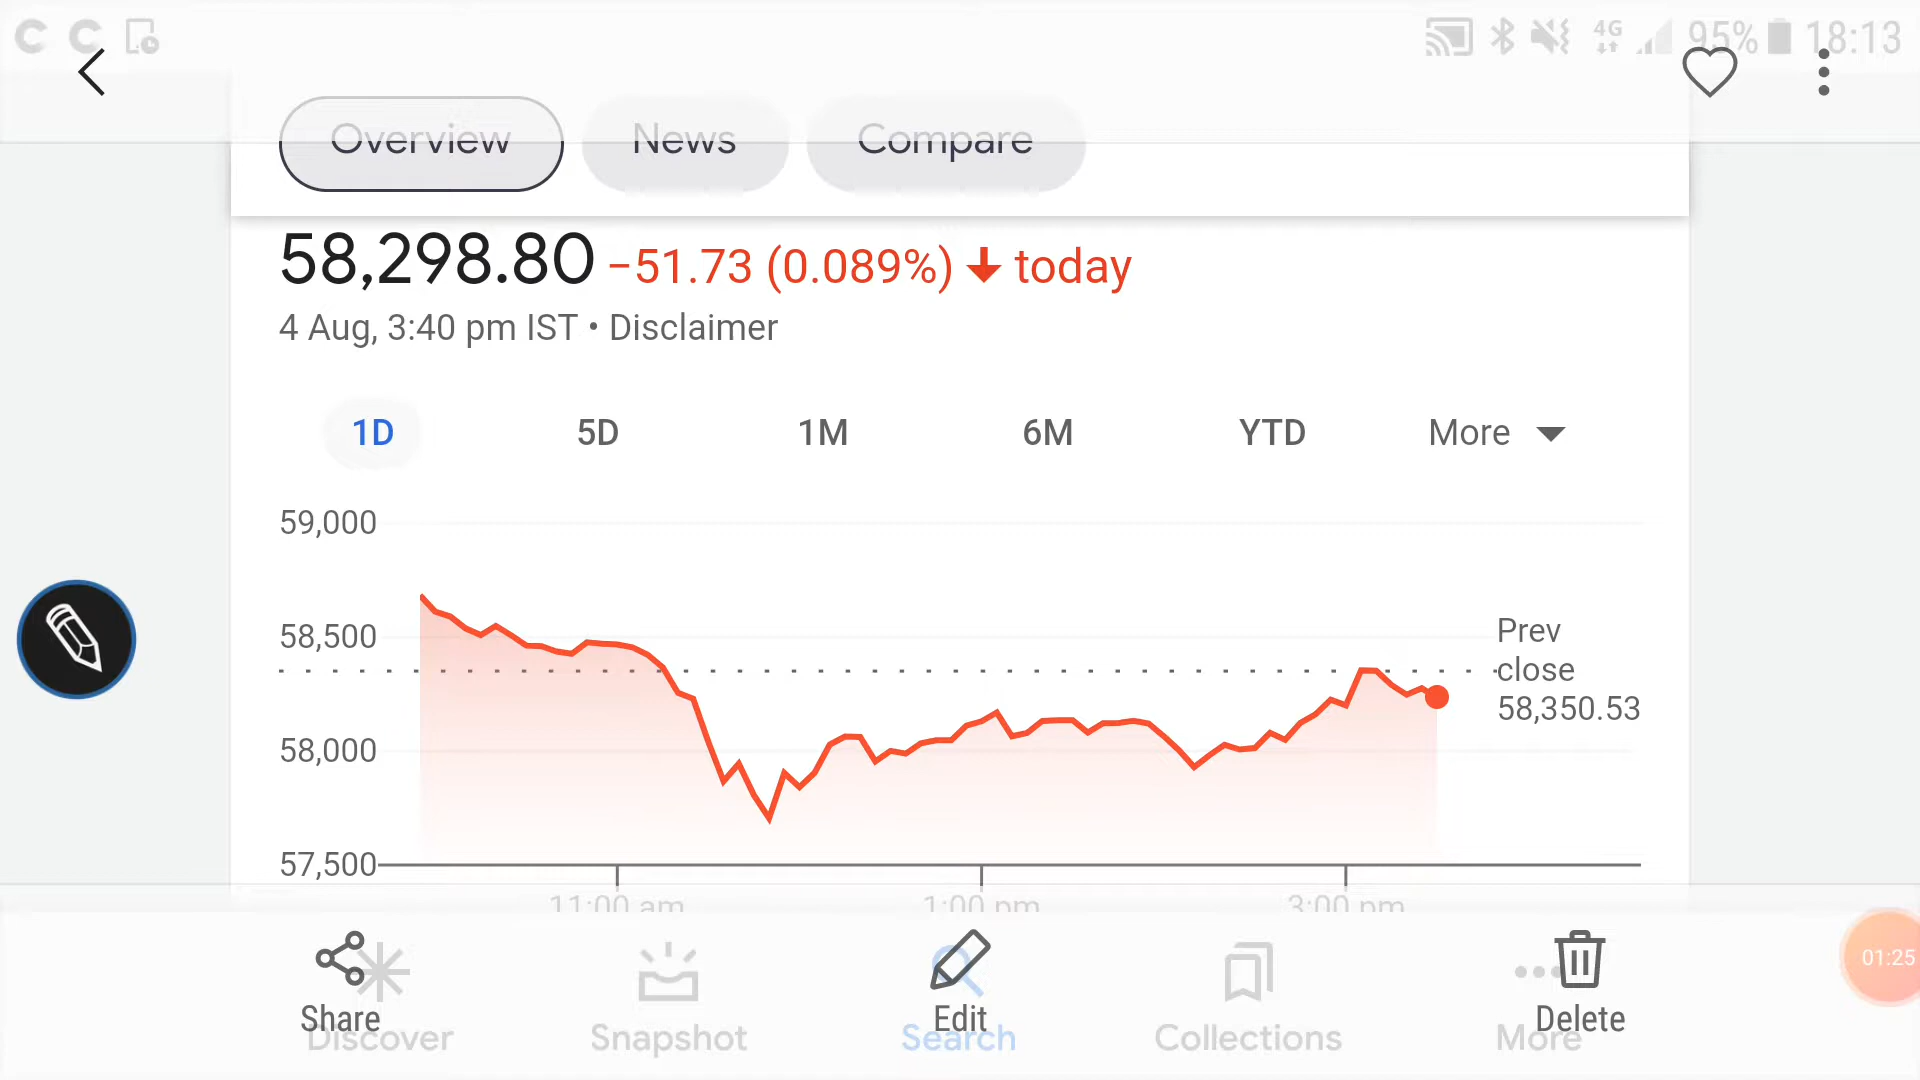 4G 95% 18:13
Overview News Compare
58,298.80 −51.73 (0.089%) today
4 Aug, 3:40 pm IST • Disclaimer
1D 5D 1M 6M YTD More
59,000
58,500
58,000
57,500
Prev
close
58,350.53
11:00 am 1:00 pm 3:00 pm
01:25
Share Edit Delete
Discover Snapshot Search Collections More